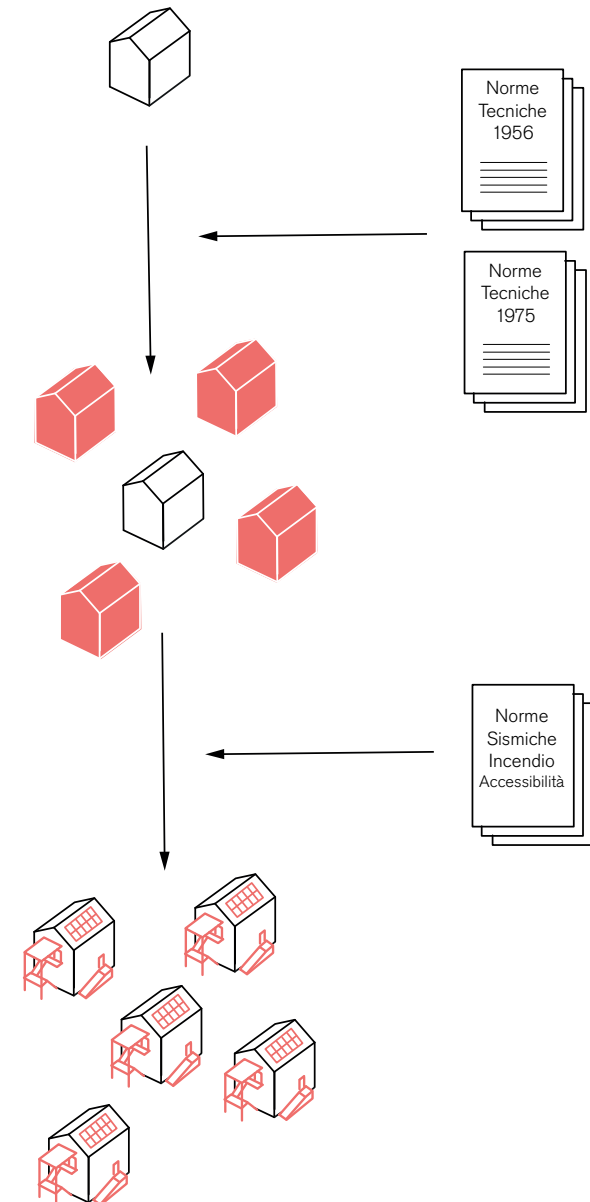 Norme
Tecniche
1956
Norme
Tecniche
1975
Norme
Sismiche
Incendio
Accessibilità